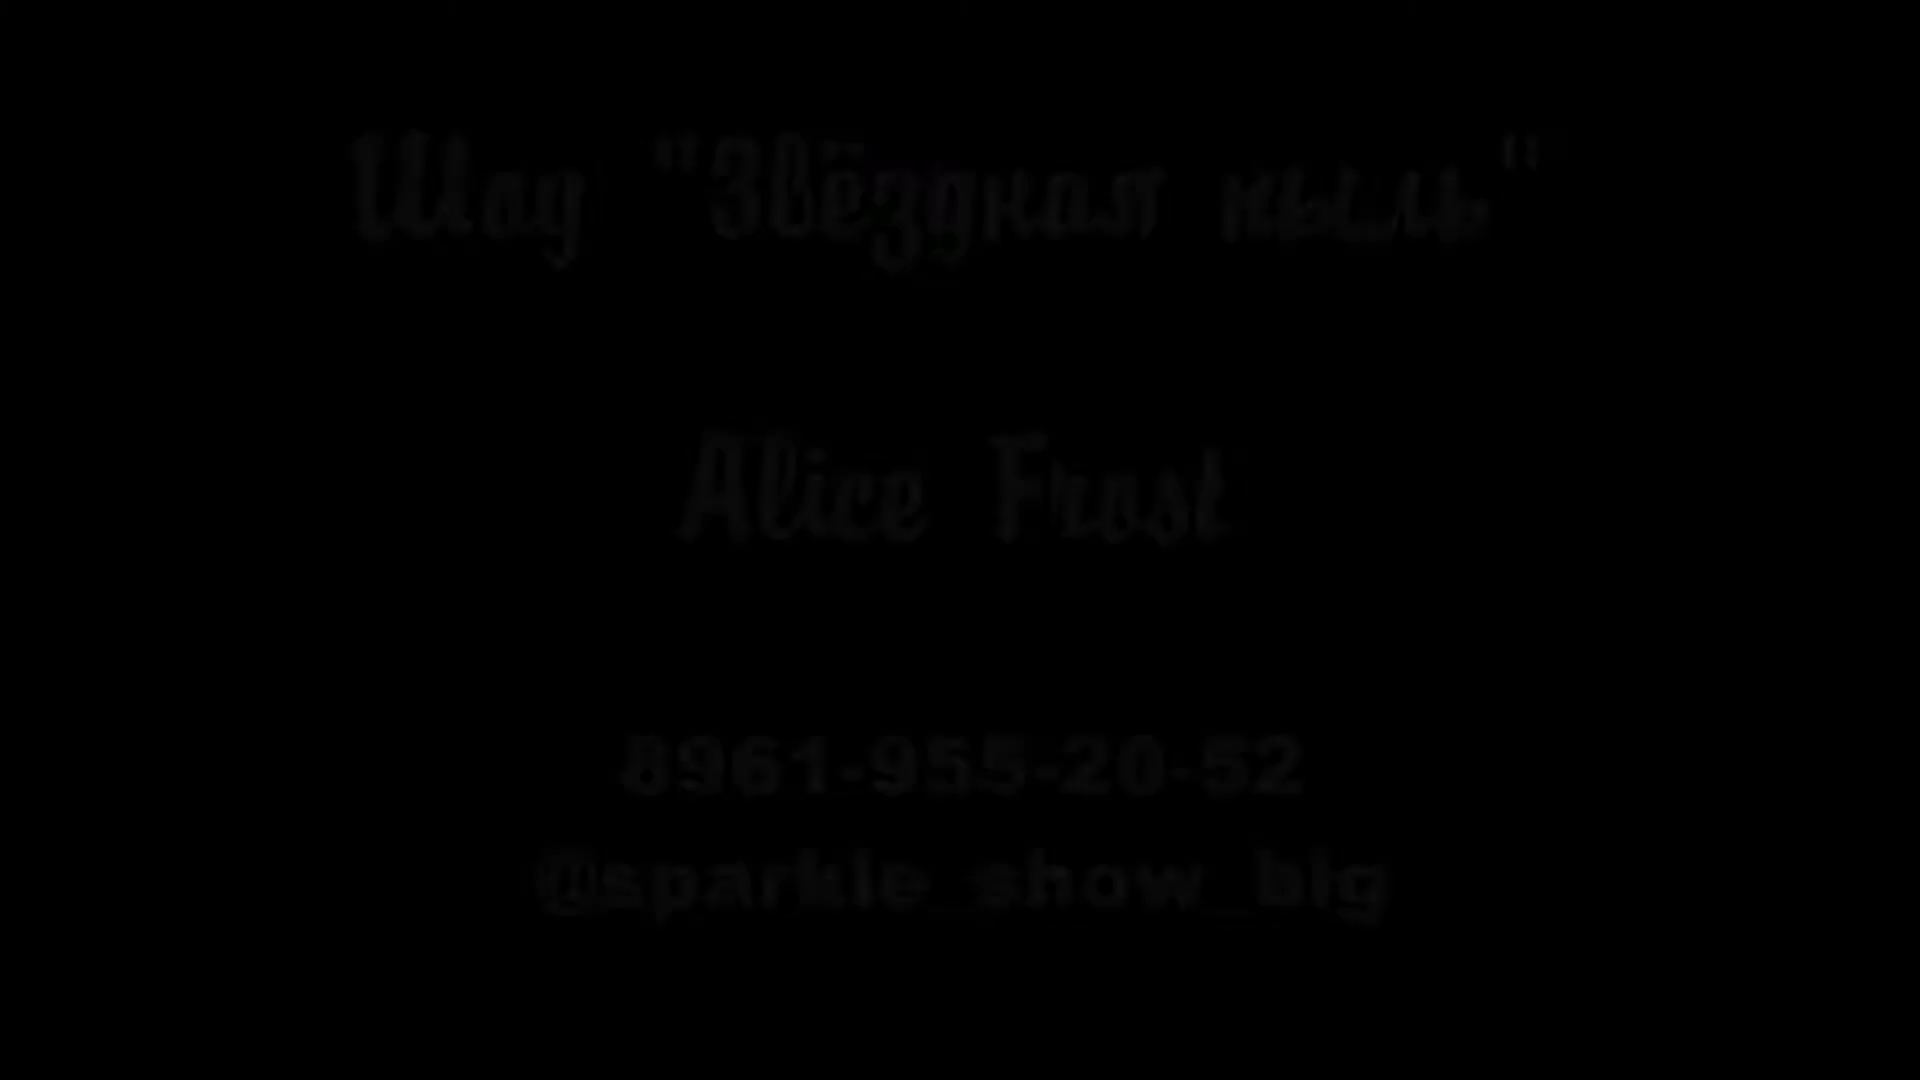 Шоу "Звёздная пыль"
Alice Frost
8961-955-20-52
@sparkle_show_big